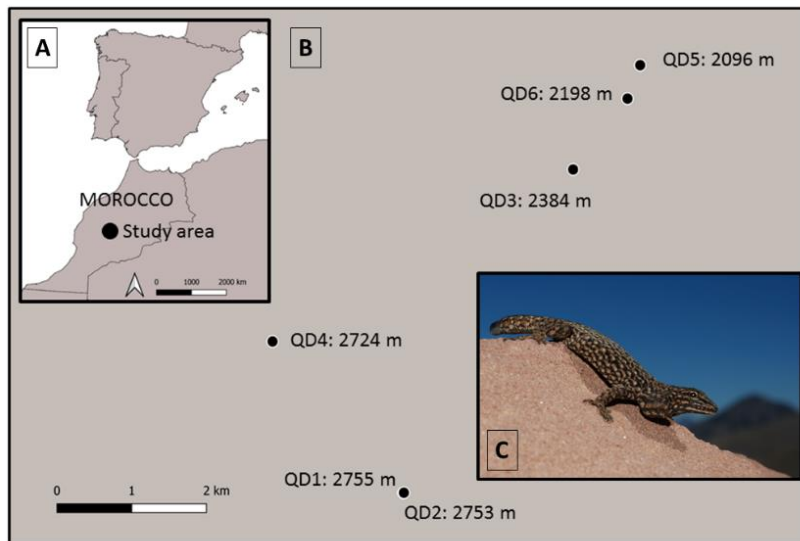 A
B
QD5: 2096 m
QD6: 2198 m
QD3: 2384 m
MOROCCO
Study area
0 1000 2000 km
QD4: 2724 m
C
QD1: 2755 m
QD2: 2753 m
0 1 2 km